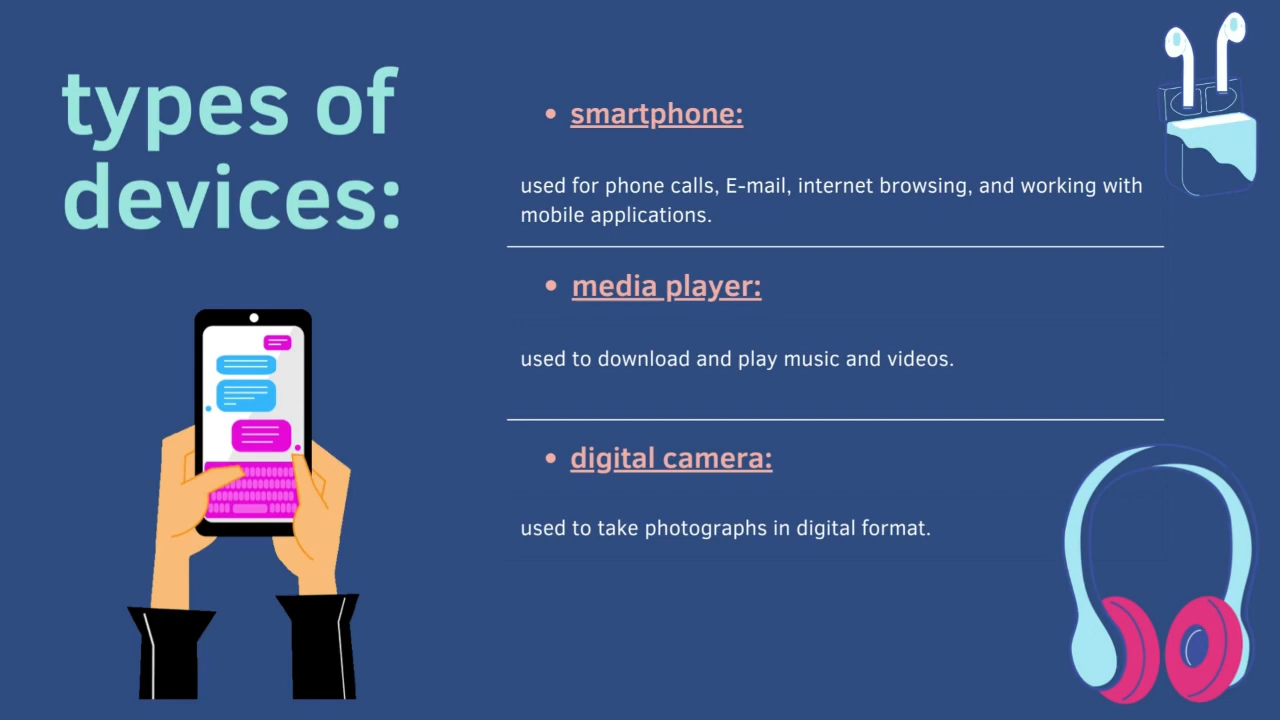 types of
devices:
• smartphone:
used for phone calls, E-mail, internet browsing, and working with
mobile applications.
• media player:
used to download and play music and videos.
• digital camera:
used to take photographs in digital format.